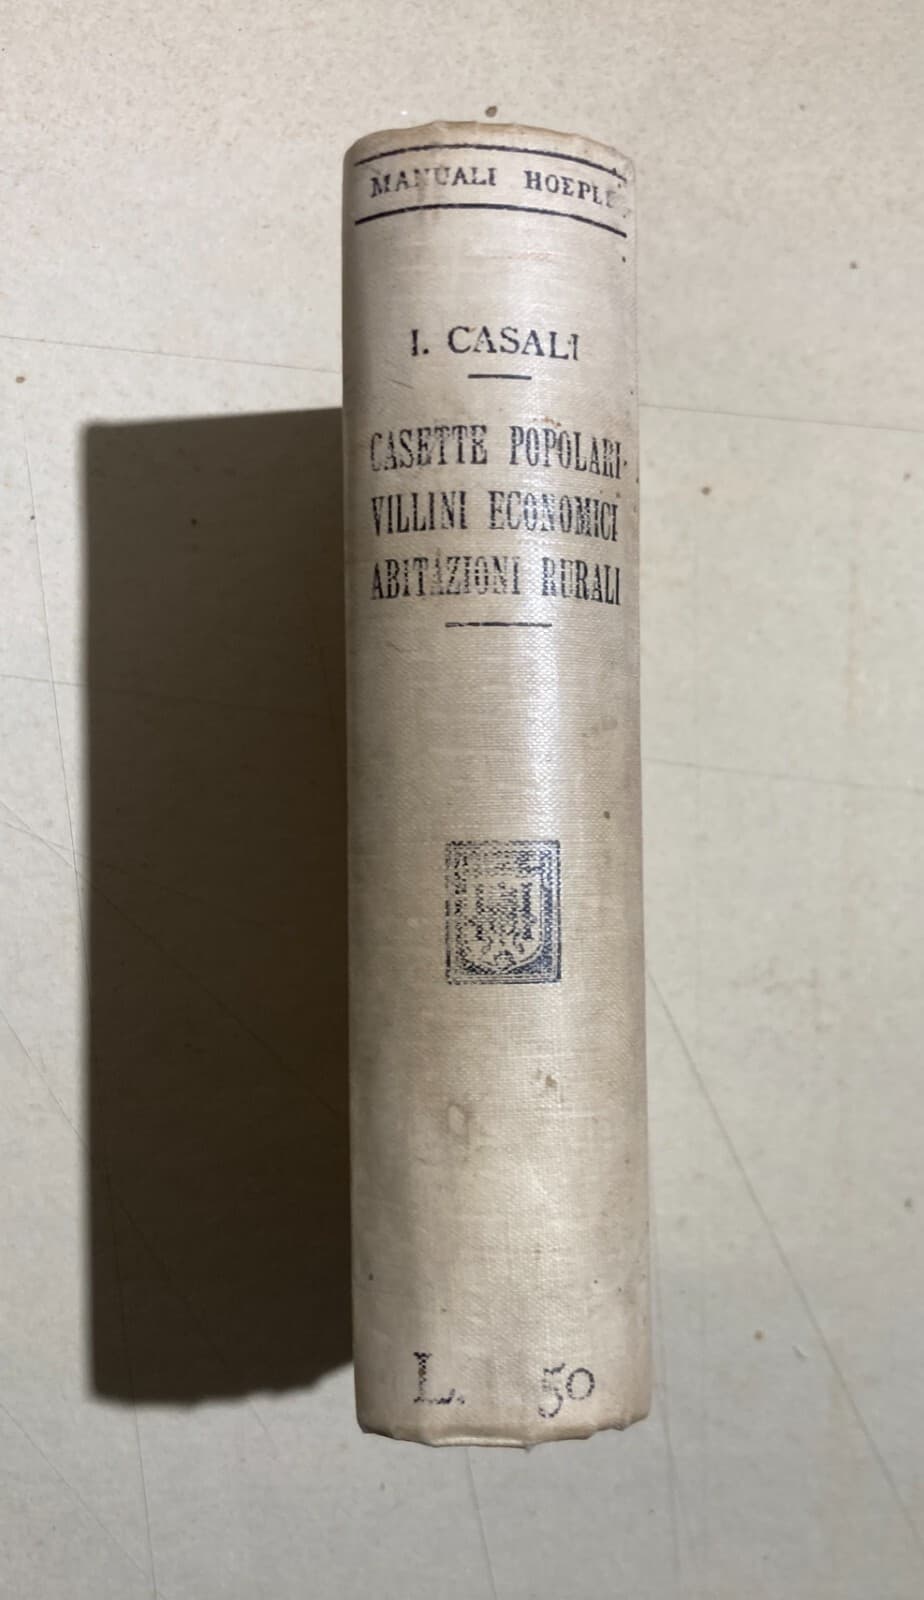 MANUALI HOEPLI
I. CASALI
CASETTE POPOLARI
VILLINI ECONOMICI
ABITAZIONI RURALI
L. 50